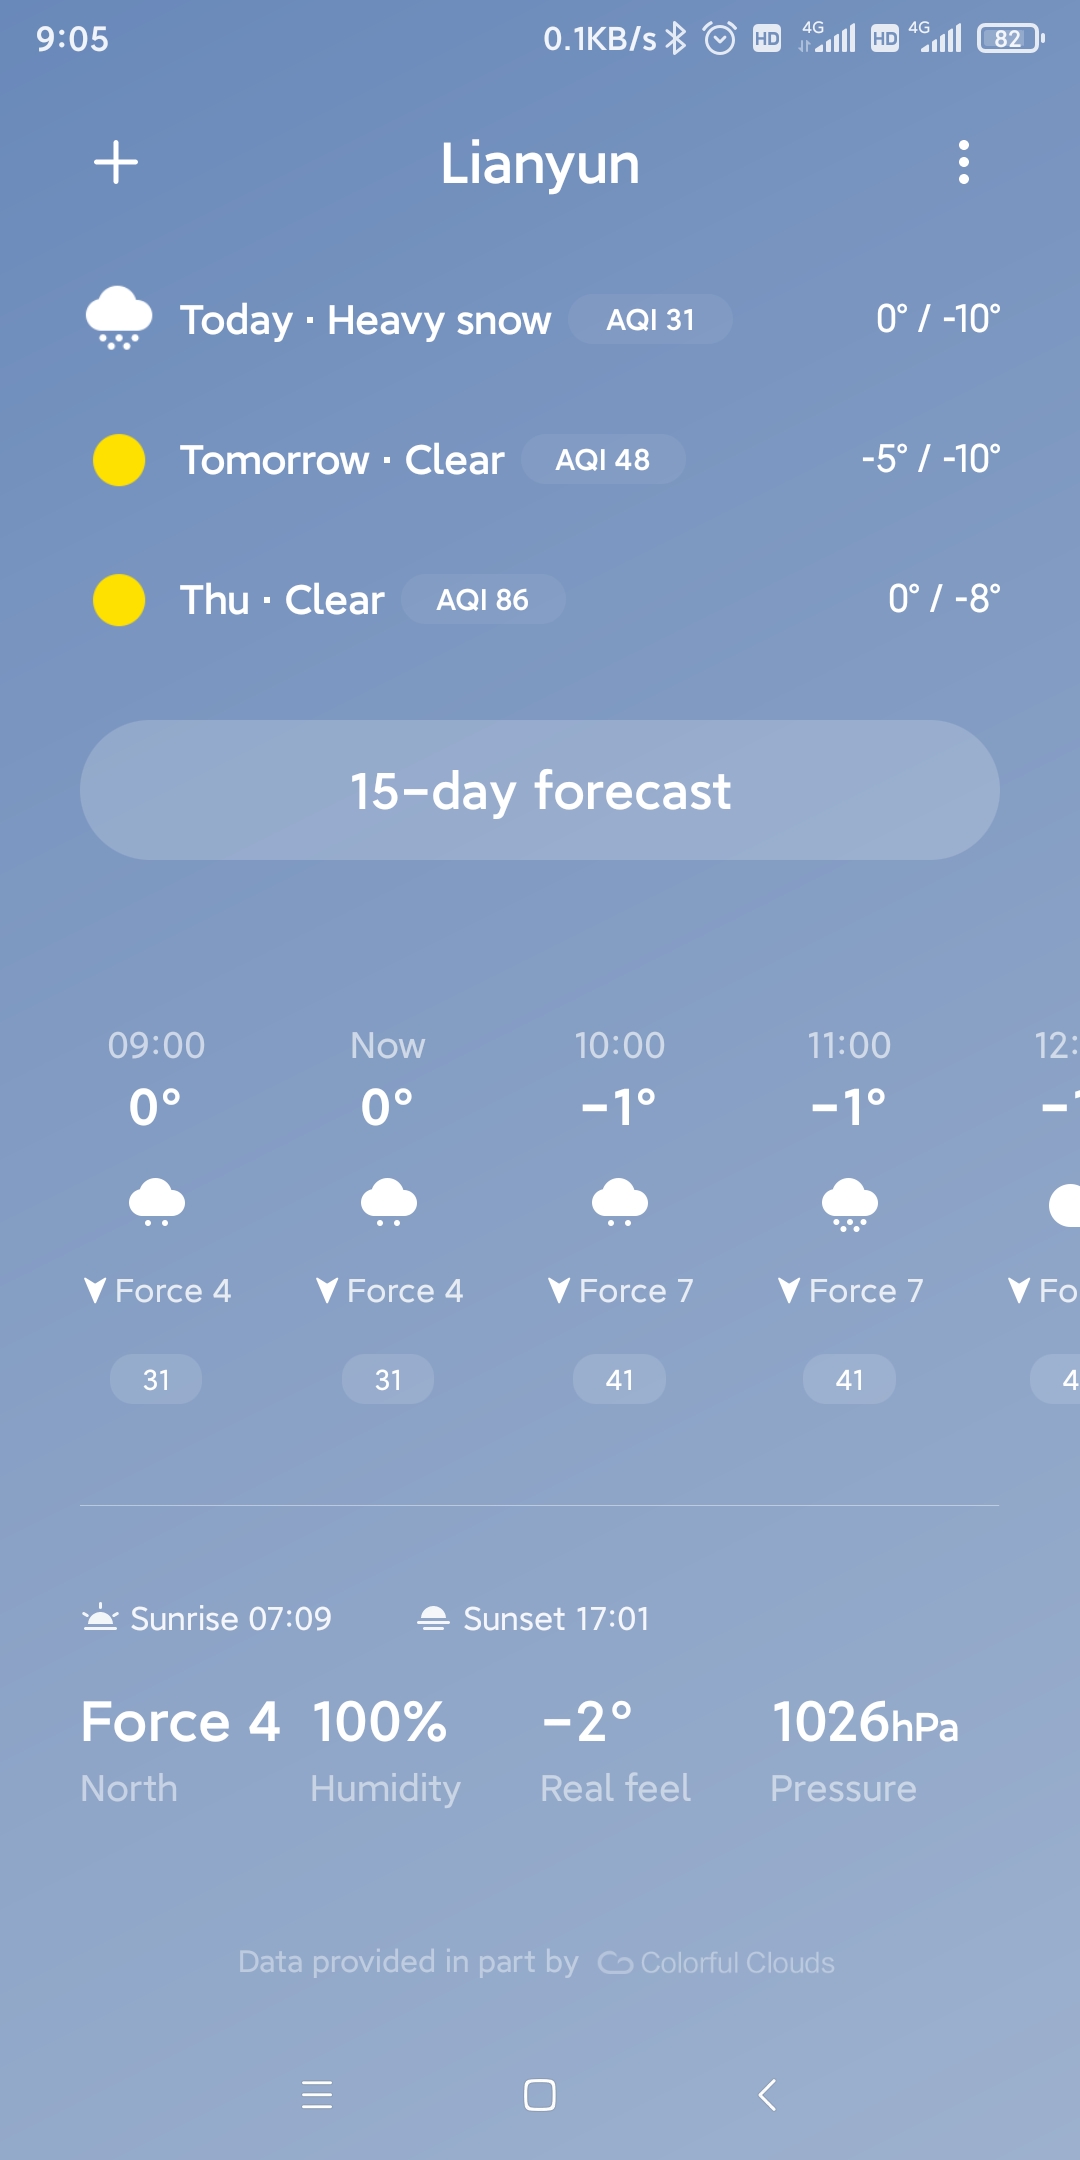 9:05 0.1KB/s HD 4G HD 4G 82
Lianyun
Today · Heavy snow AQI 31 0° / -10°
Tomorrow · Clear AQI 48 -5° / -10°
Thu · Clear AQI 86 0° / -8°
15-day forecast
09:00 Now 10:00 11:00 12:
0° 0° -1° -1° -1
Force 4 Force 4 Force 7 Force 7 Fo
31 31 41 41 4
Sunrise 07:09 Sunset 17:01
Force 4 100% -2° 1026hPa
North Humidity Real feel Pressure
Data provided in part by Colorful Clouds